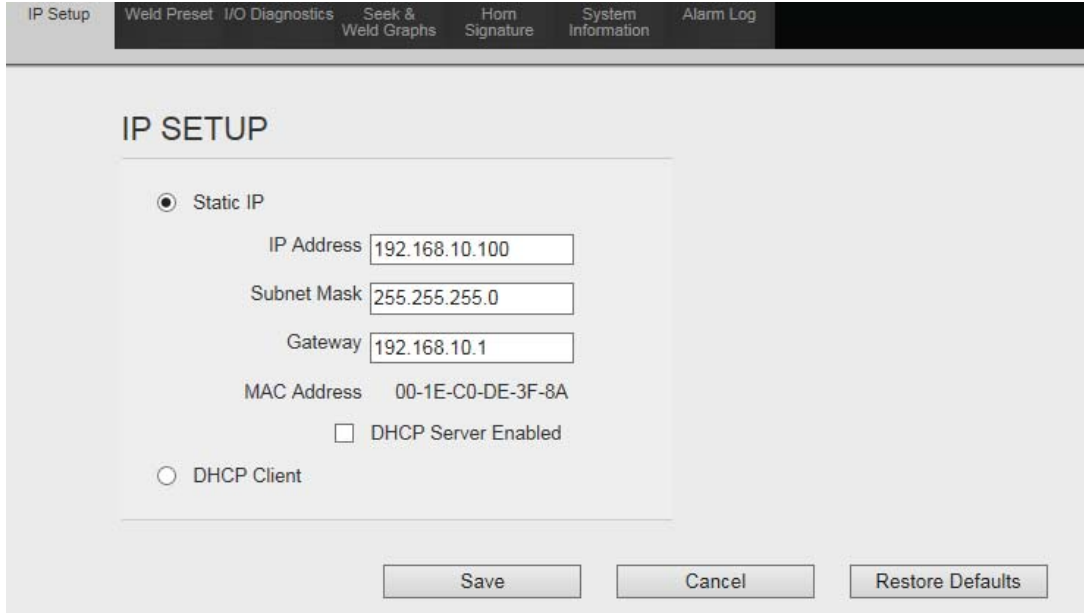 IP Setup Weld Preset I/O Diagnostics Seek & Weld Graphs Horn Signature System Information Alarm Log
IP SETUP
Static IP
IP Address 192.168.10.100
Subnet Mask 255.255.255.0
Gateway 192.168.10.1
MAC Address 00-1E-C0-DE-3F-8A
DHCP Server Enabled
DHCP Client
Save Cancel Restore Defaults